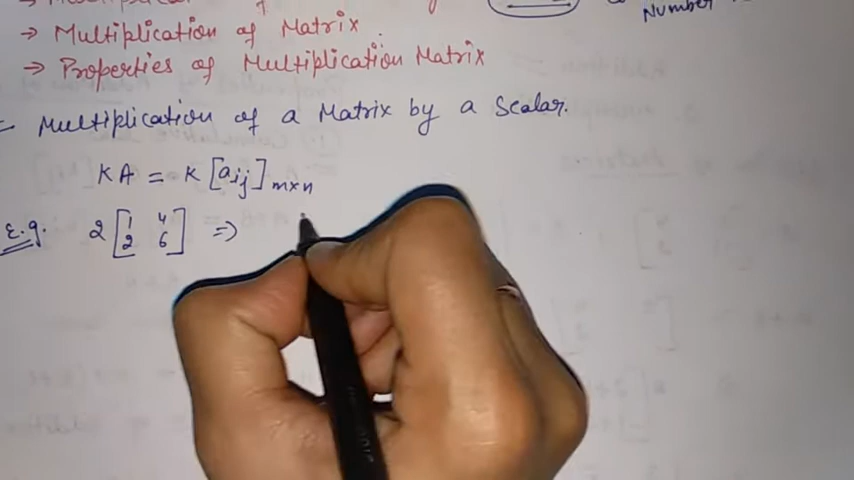 Number
→ Multiplication of Matrix.
→ Properties of Multiplication Matrix
Multiplication of a Matrix by a Scalar.
KA = K [aij]m×n
E.g. 2 [1 4
2 6] ⇒